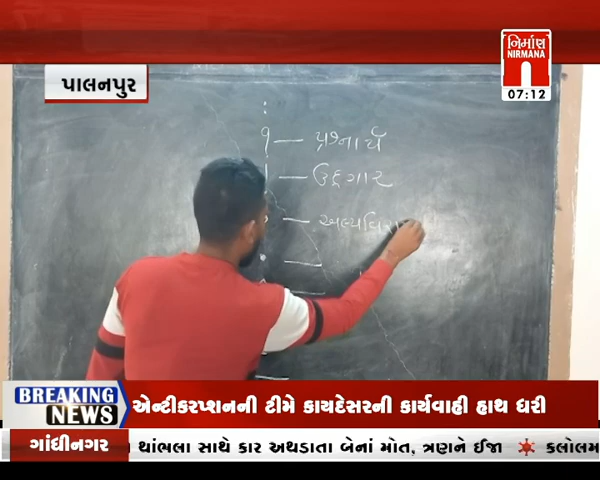 નિર્માણ
NIRMANA
07:12
પાલનપુર
:
? — પ્રશ્નાર્થ
! — ઉદ્દગાર
, — અલ્પવિરા
BREAKING
NEWS
એન્ટીકરપ્શનની ટીમે કાયદેસરની કાર્યવાહી હાથ ધરી
ગાંધીનગર
થાંભલા સાથે કાર અથડાતા બેનાં મોત, ત્રણને ઈજા
કલોલમ